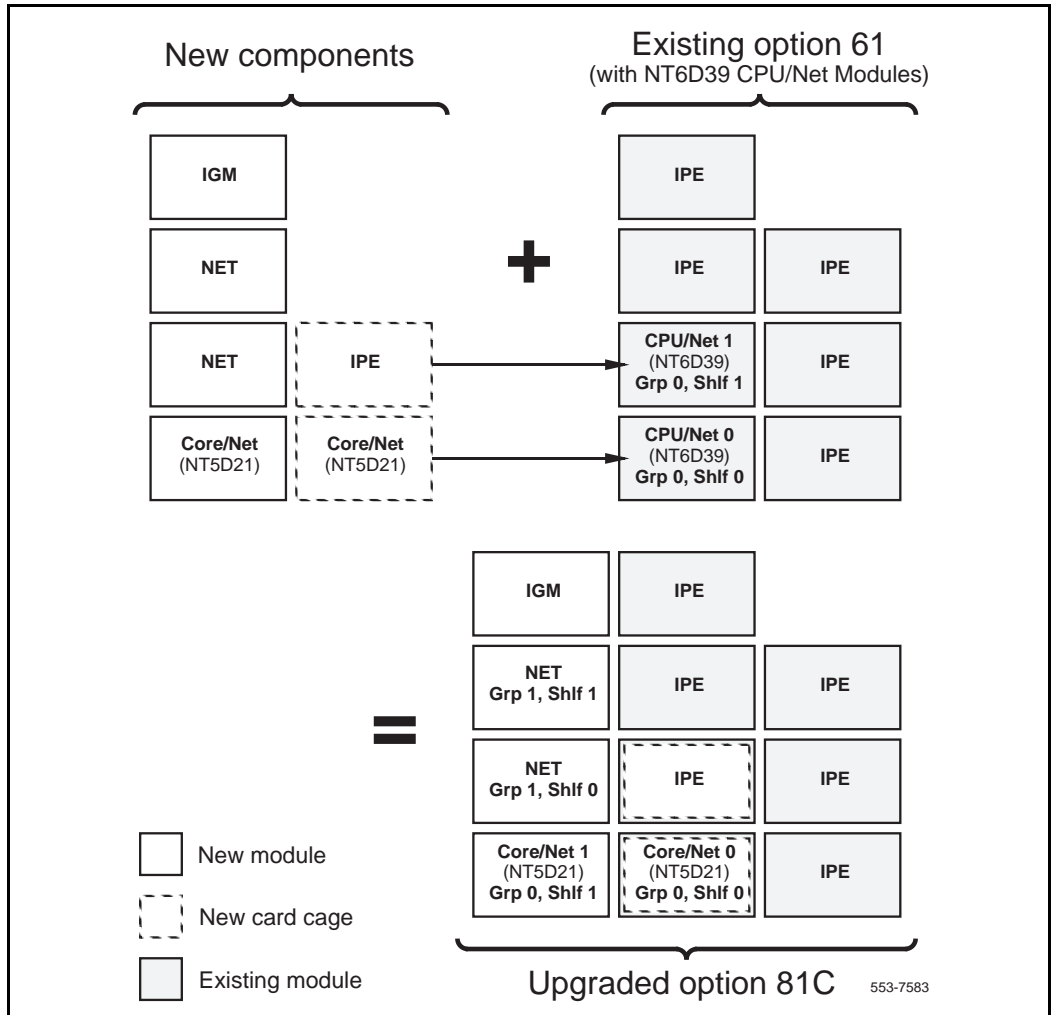 New components
Existing option 61
(with NT6D39 CPU/Net Modules)
IGM
IPE
NET
IPE
IPE
NET
IPE
CPU/Net 1
(NT6D39)
Grp 0, Shlf 1
IPE
Core/Net
(NT5D21)
Core/Net
(NT5D21)
CPU/Net 0
(NT6D39)
Grp 0, Shlf 0
IPE
+
=
IGM
IPE
NET
Grp 1, Shlf 1
IPE
IPE
NET
Grp 1, Shlf 0
IPE
IPE
Core/Net 1
(NT5D21)
Grp 0, Shlf 1
Core/Net 0
(NT5D21)
Grp 0, Shlf 0
IPE
New module
New card cage
Existing module
Upgraded option 81C
553-7583